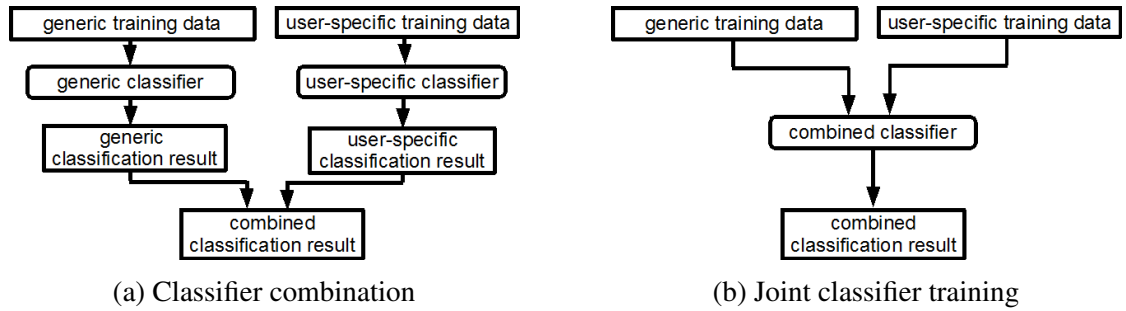 generic training data
user-specific training data
generic classifier
user-specific classifier
generic
classification result
user-specific
classification result
combined
classification result
(a) Classifier combination
generic training data
user-specific training data
combined classifier
combined
classification result
(b) Joint classifier training